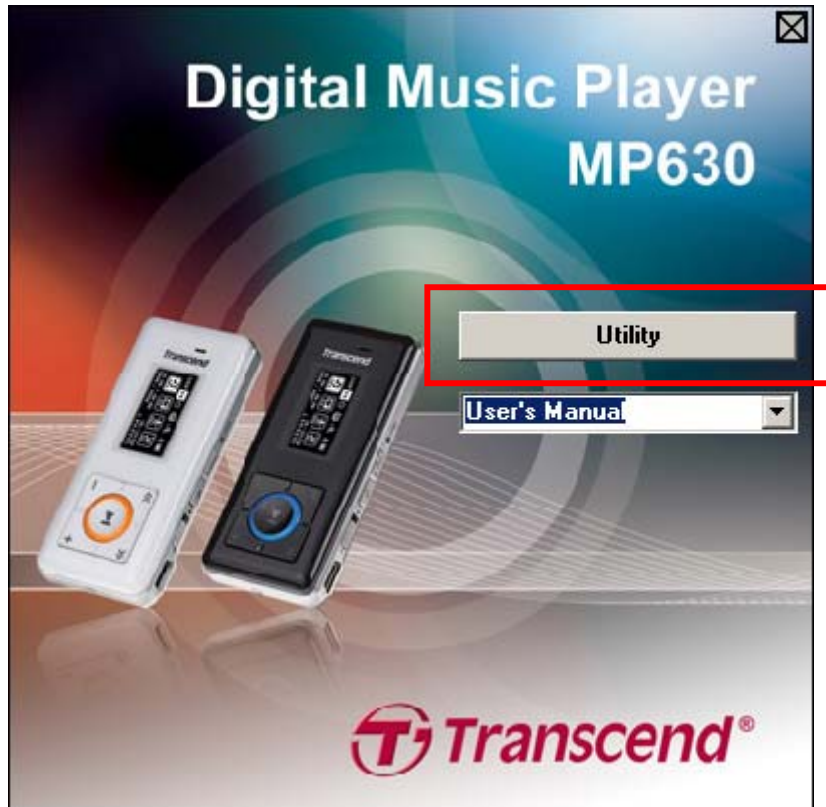 Digital Music Player
MP630
Utility
User's Manual
Transcend
Transcend
Transcend®